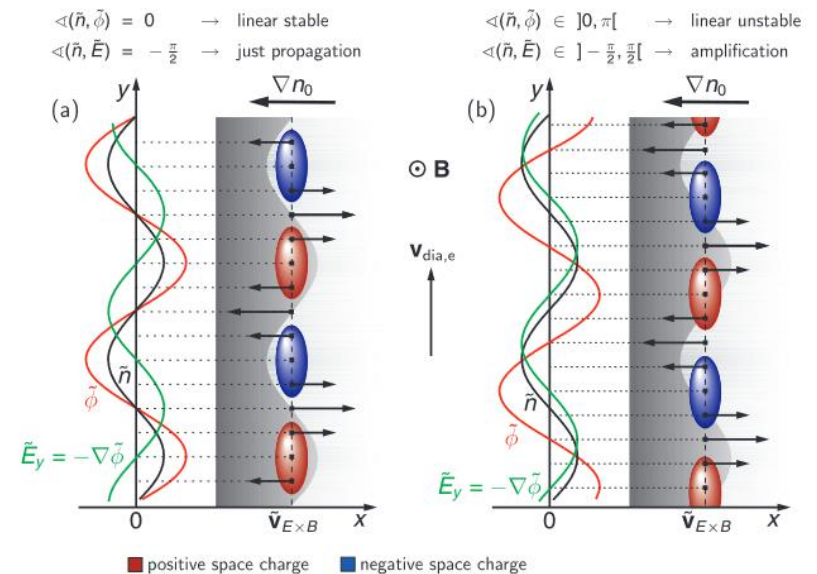 ∢(ñ, ϕ̃) = 0 → linear stable
∢(ñ, Ẽ) = − π/2 → just propagation
∢(ñ, ϕ̃) ∈ ]0, π[ → linear unstable
∢(ñ, Ẽ) ∈ ] − π/2, π/2[ → amplification
(a)
y
∇n₀
ñ
ϕ̃
Ẽ_y = −∇ϕ̃
0
ṽ_E×B
x
⊙ B
v_dia,e
(b)
y
∇n₀
ñ
ϕ̃
Ẽ_y = −∇ϕ̃
0
ṽ_E×B
x
positive space charge negative space charge